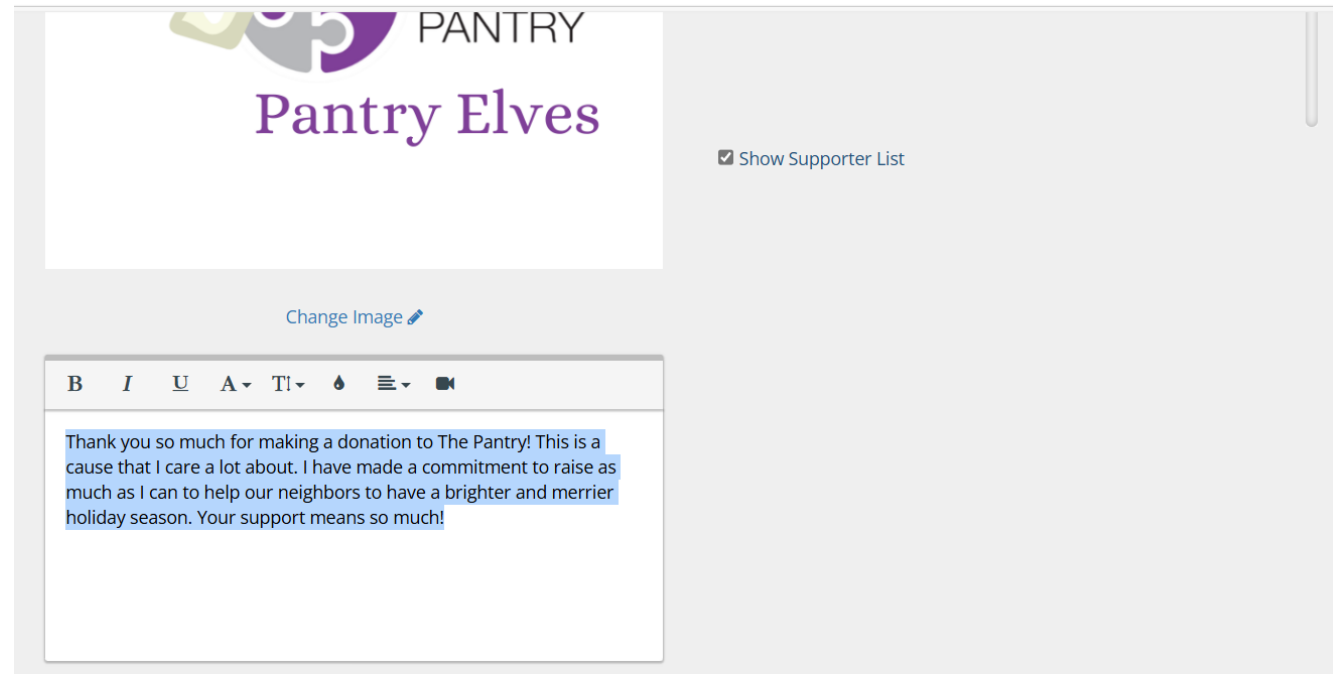 PANTRY
Pantry Elves
Show Supporter List
Change Image
B I U A T
Thank you so much for making a donation to The Pantry! This is a
cause that I care a lot about. I have made a commitment to raise as
much as I can to help our neighbors to have a brighter and merrier
holiday season. Your support means so much!